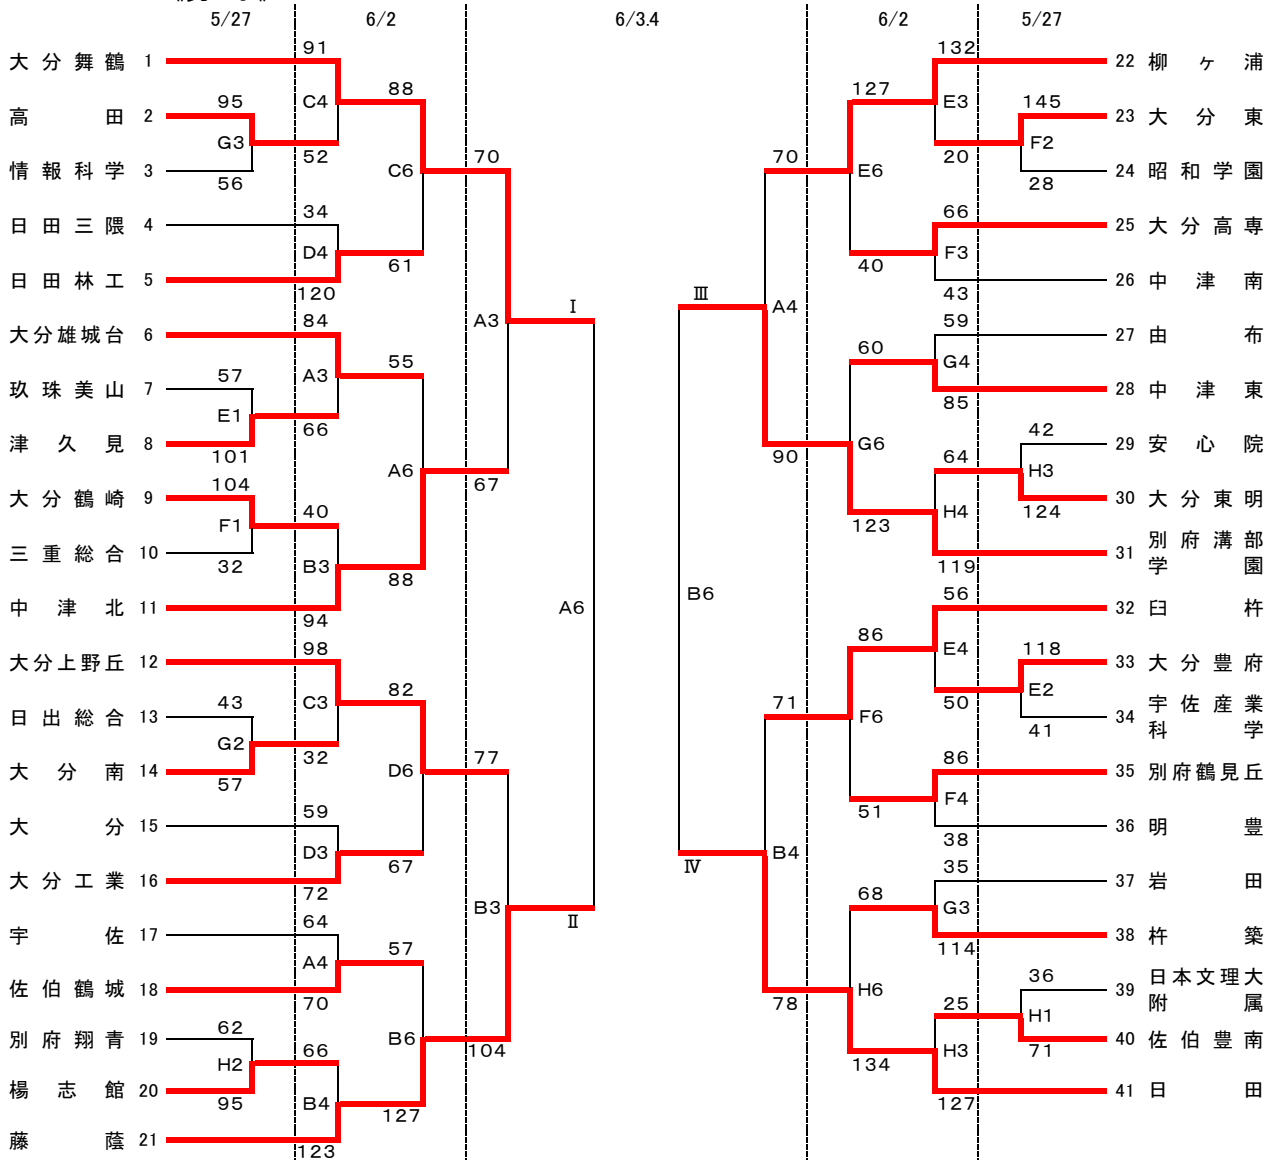 5/27 6/2 6/3.4 6/2 5/27
大分舞鶴 1
高田 2
情報科学 3
日田三隈 4
日田林工 5
大分雄城台 6
玖珠美山 7
津久見 8
大分鶴崎 9
三重総合 10
中津北 11
大分上野丘 12
日出総合 13
大分南 14
大分 15
大分工業 16
宇佐 17
佐伯鶴城 18
別府翔青 19
楊志館 20
藤蔭 21
95
G3
56
57
E1
101
104
F1
32
43
G2
57
62
H2
95
91
C4
52
34
D4
120
84
A3
66
40
B3
94
98
C3
32
59
D3
72
64
A4
70
66
B4
123
88
C6
61
55
A6
88
82
D6
67
57
B6
127
70
A3
67
77
B3
104
Ⅰ
A6
Ⅱ
Ⅲ
B6
Ⅳ
70
A4
90
71
B4
78
127
E6
40
60
G6
123
86
F6
51
68
H6
134
132
E3
20
66
F3
43
59
G4
85
64
H4
119
56
E4
50
86
F4
38
35
G3
114
25
H3
127
145
F2
28
42
H3
124
118
E2
41
36
H1
71
22 柳ヶ浦
23 大分東
24 昭和学園
25 大分高専
26 中津南
27 由布
28 中津東
29 安心院
30 大分東明
31 別府溝部
学園
32 臼杵
33 大分豊府
34 宇佐産業
科学
35 別府鶴見丘
36 明豊
37 岩田
38 杵築
39 日本文理大
附属
40 佐伯豊南
41 日田